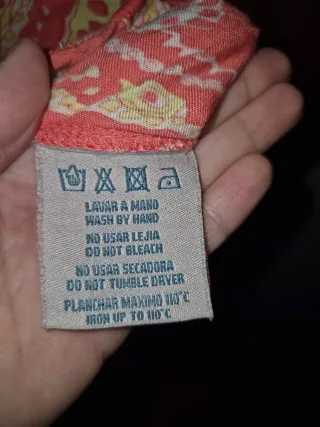 LAVAR A MANO
WASH BY HAND
NO USAR LEJIA
DO NOT BLEACH
NO USAR SECADORA
DO NOT TUMBLE DRYER
PLANCHAR MAXIMO 110°C
IRON UP TO 110°C